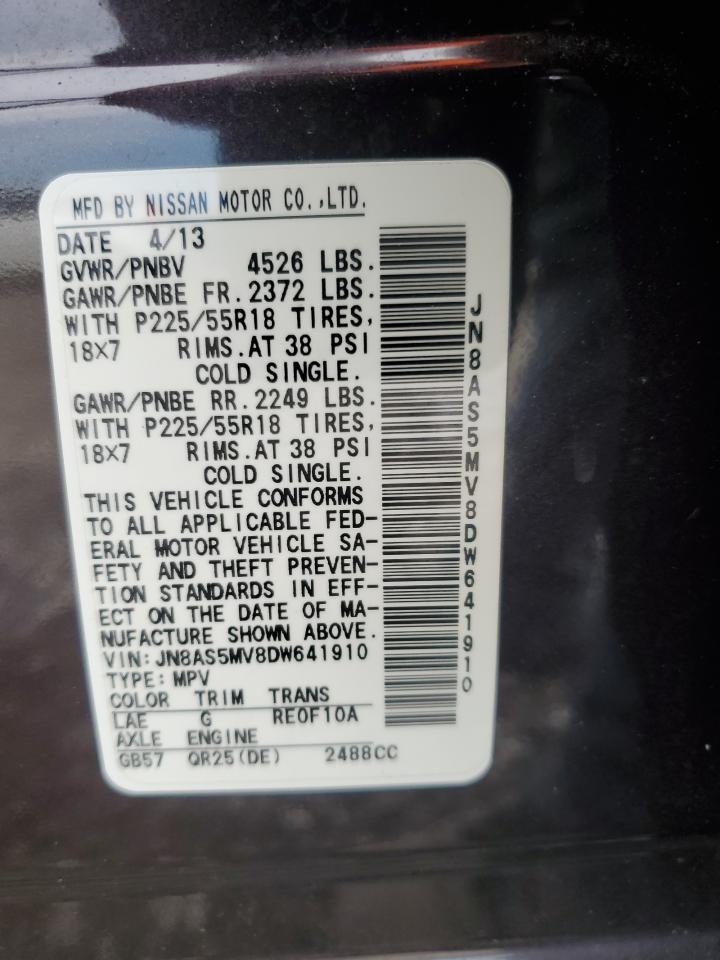 MFD BY NISSAN MOTOR CO.,LTD.
DATE 4/13
GVWR/PNBV 4526 LBS.
GAWR/PNBE FR. 2372 LBS.
WITH P225/55R18 TIRES,
18X7 RIMS. AT 38 PSI
COLD SINGLE.
GAWR/PNBE RR. 2249 LBS.
WITH P225/55R18 TIRES,
18X7 RIMS. AT 38 PSI
COLD SINGLE.
THIS VEHICLE CONFORMS
TO ALL APPLICABLE FED-
ERAL MOTOR VEHICLE SA-
FETY AND THEFT PREVEN-
TION STANDARDS IN EFF-
ECT ON THE DATE OF MA-
NUFACTURE SHOWN ABOVE.
VIN: JN8AS5MV8DW641910
TYPE: MPV
COLOR TRIM TRANS
LAE G RE0F10A
AXLE ENGINE
GB57 QR25(DE) 2488CC
JN8AS5MV8DW641910